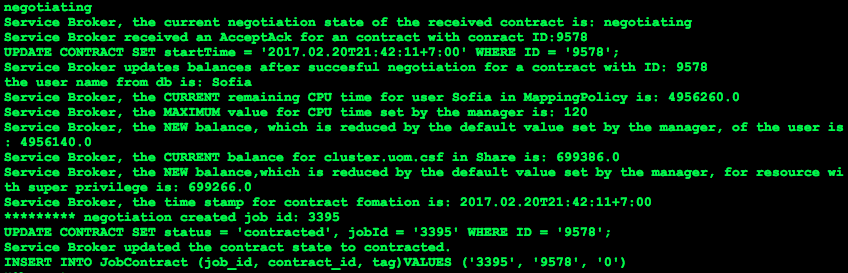 negotiating
Service Broker, the current negotiation state of the received contract is: negotiating
Service Broker received an AcceptAck for an contract with conract ID:9578
UPDATE CONTRACT SET startTime = '2017.02.20T21:42:11+7:00' WHERE ID = '9578';
Service Broker updates balances after succesful negotiation for a contract with ID: 9578
the user name from db is: Sofia
Service Broker, the CURRENT remaining CPU time for user Sofia in MappingPolicy is: 4956260.0
Service Broker, the MAXIMUM value for CPU time set by the manager is: 120
Service Broker, the NEW balance, which is reduced by the default value set by the manager, of the user is
: 4956140.0
Service Broker, the CURRENT balance for cluster.uom.csf in Share is: 699386.0
Service Broker, the NEW balance,which is reduced by the default value set by the manager, for resource wi
th super privilege is: 699266.0
Service Broker, the time stamp for contract fomation is: 2017.02.20T21:42:11+7:00
********* negotiation created job id: 3395
UPDATE CONTRACT SET status = 'contracted', jobId = '3395' WHERE ID = '9578';
Service Broker updated the contract state to contracted.
INSERT INTO JobContract (job_id, contract_id, tag)VALUES ('3395', '9578', '0')